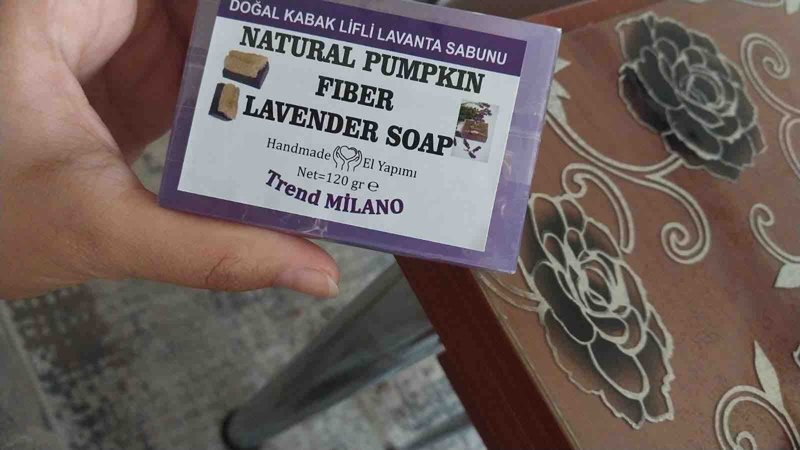 DOĞAL KABAK LİFLİ LAVANTA SABUNU
NATURAL PUMPKIN
FIBER
LAVENDER SOAP
Handmade El Yapımı
Net=120 gr ℮
Trend MİLANO